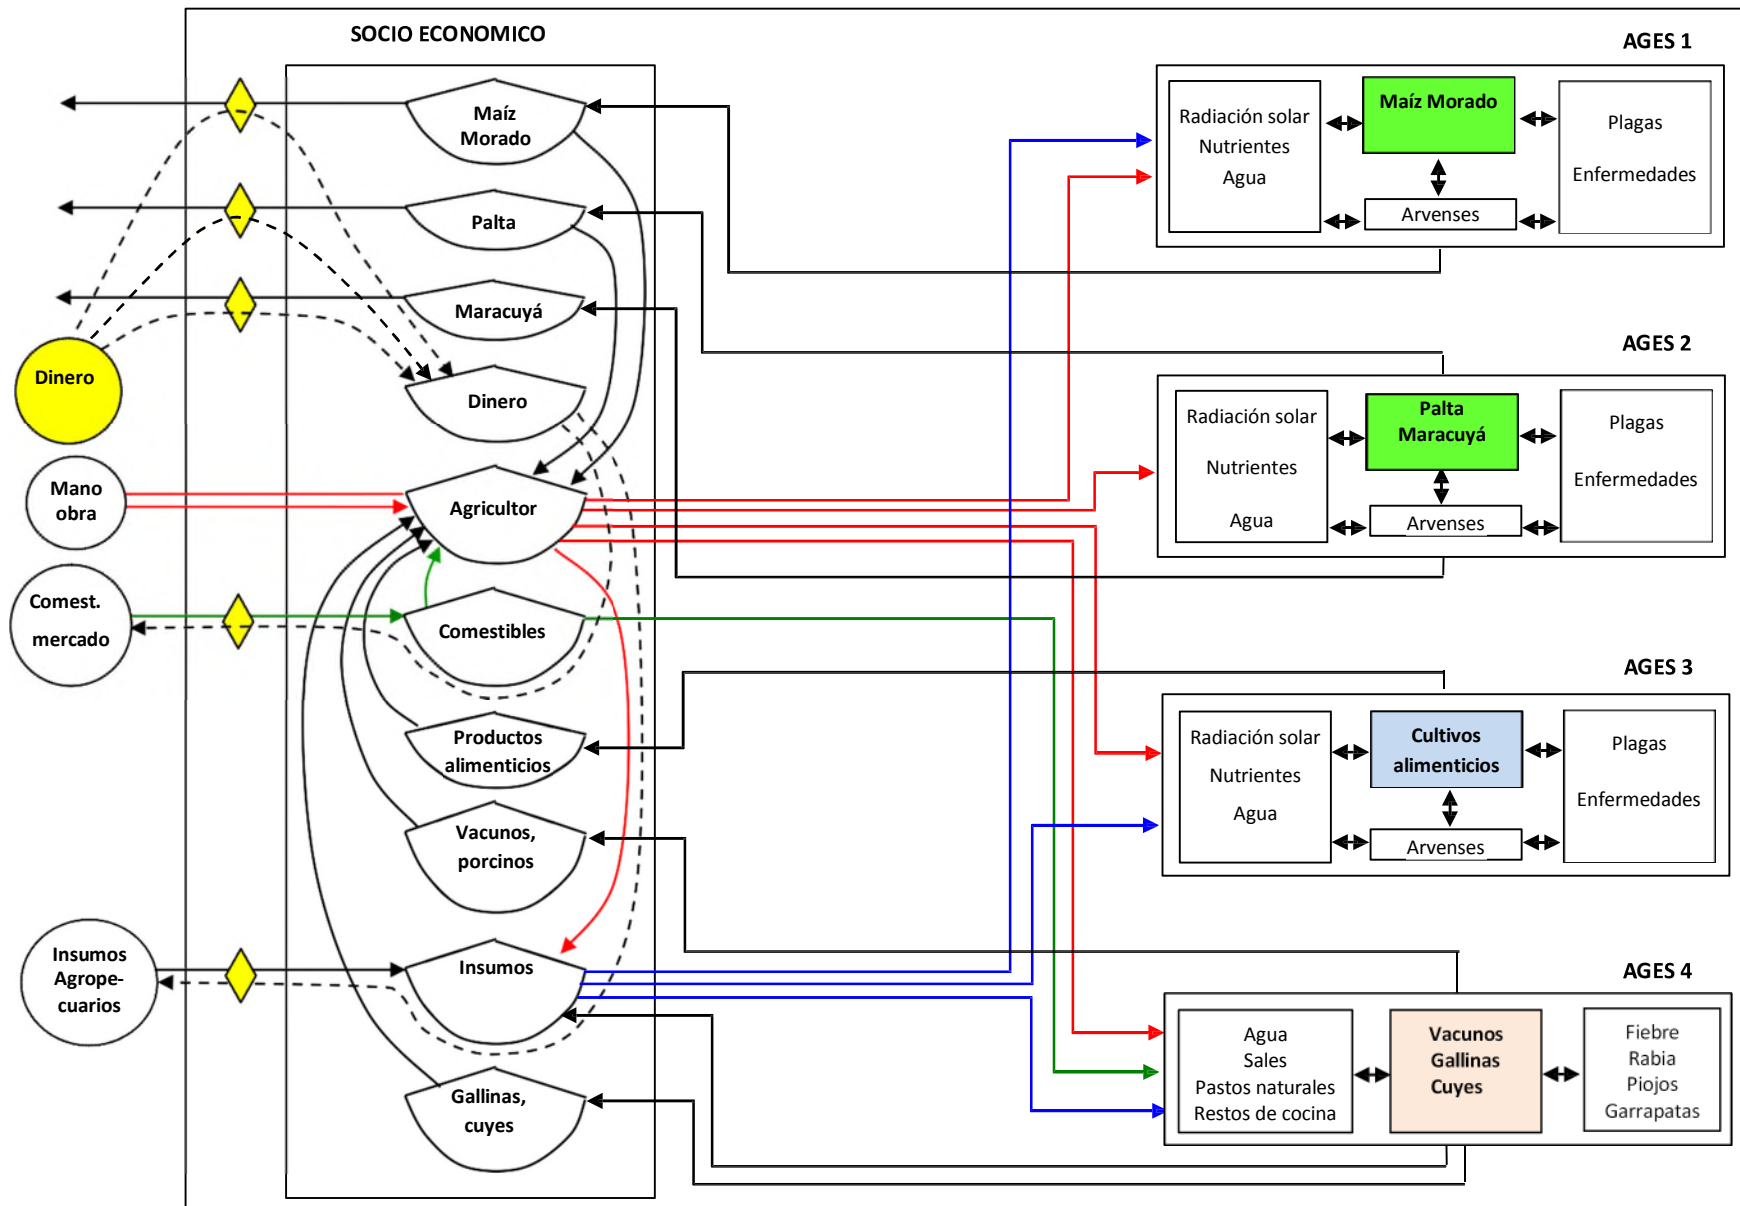 SOCIO ECONOMICO
Maíz
Morado
Palta
Maracuyá
Dinero
Dinero
Mano
obra
Agricultor
Comest.
mercado
Comestibles
Productos
alimenticios
Vacunos,
porcinos
Insumos
Agrope-
cuarios
Insumos
Gallinas,
cuyes
AGES 1
Radiación solar
Nutrientes
Agua
Maíz Morado
Arvenses
Plagas
Enfermedades
AGES 2
Radiación solar
Nutrientes
Agua
Palta
Maracuyá
Arvenses
Plagas
Enfermedades
AGES 3
Radiación solar
Nutrientes
Agua
Cultivos
alimenticios
Arvenses
Plagas
Enfermedades
AGES 4
Agua
Sales
Pastos naturales
Restos de cocina
Vacunos
Gallinas
Cuyes
Fiebre
Rabia
Piojos
Garrapatas